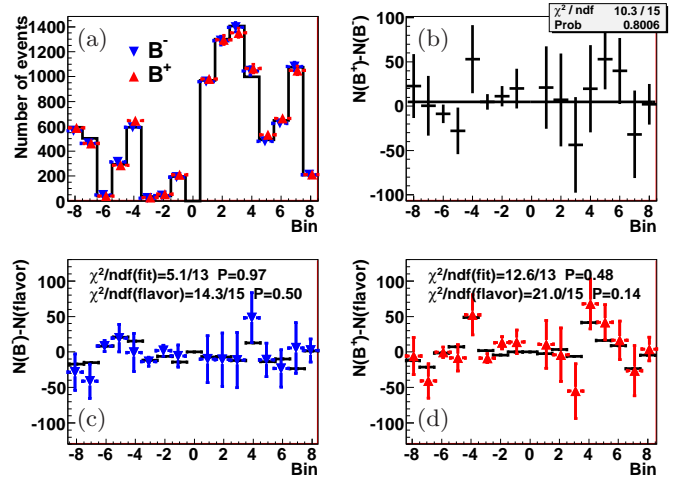 (a)
B-
B+
Number of events
1400
1200
1000
800
600
400
200
0
-8 -6 -4 -2 0 2 4 6 8
Bin
(b)
χ² / ndf 10.3 / 15
Prob 0.8006
N(B+)-N(B-)
100
50
0
-50
-100
-8 -6 -4 -2 0 2 4 6 8
Bin
χ²/ndf(fit)=5.1/13 P=0.97
χ²/ndf(flavor)=14.3/15 P=0.50
N(B-)-N(flavor)
100
50
0
-50
-100
(c)
-8 -6 -4 -2 0 2 4 6 8
Bin
χ²/ndf(fit)=12.6/13 P=0.48
χ²/ndf(flavor)=21.0/15 P=0.14
N(B+)-N(flavor)
100
50
0
-50
-100
(d)
-8 -6 -4 -2 0 2 4 6 8
Bin